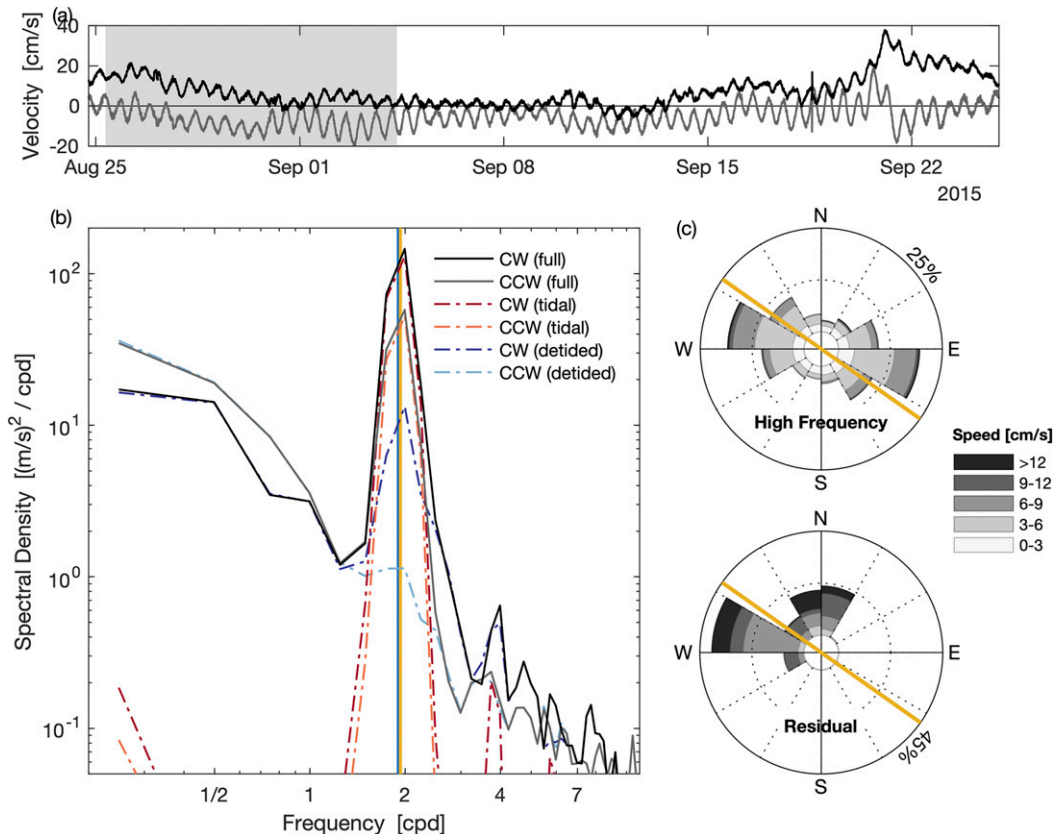 (a)
40
20
0
-20
Velocity [cm/s]
Aug 25
Sep 01
Sep 08
Sep 15
Sep 22
2015
(b)
10²
10¹
10⁰
10⁻¹
Spectral Density [(m/s)² / cpd]
1/2
1
2
4
7
Frequency [cpd]
CW (full)
CCW (full)
CW (tidal)
CCW (tidal)
CW (detided)
CCW (detided)
(c)
N
25%
W
E
High Frequency
S
Speed [cm/s]
>12
9-12
6-9
3-6
0-3
N
W
E
Residual
45%
S